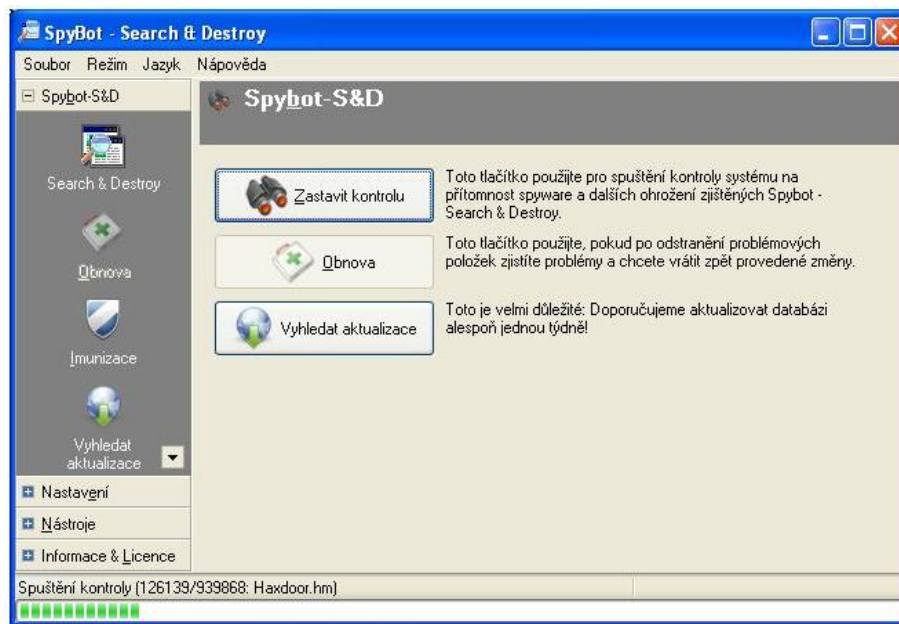 SpyBot - Search & Destroy
Soubor Režim Jazyk Nápověda
Spybot-S&D
Search & Destroy
Obnova
Imunizace
Vyhledat
aktualizace
Nastavení
Nástroje
Informace & Licence
Spybot-S&D
Zastavit kontrolu
Toto tlačítko použijte pro spuštění kontroly systému na
přítomnost spyware a dalších ohrožení zjištěných Spybot -
Search & Destroy.
Obnova
Toto tlačítko použijte, pokud po odstranění problémových
položek zjistíte problémy a chcete vrátit zpět provedené změny.
Vyhledat aktualizace
Toto je velmi důležité: Doporučujeme aktualizovat databázi
alespoň jednou týdně!
Spuštění kontroly (126139/939868: Haxdoor.hm)